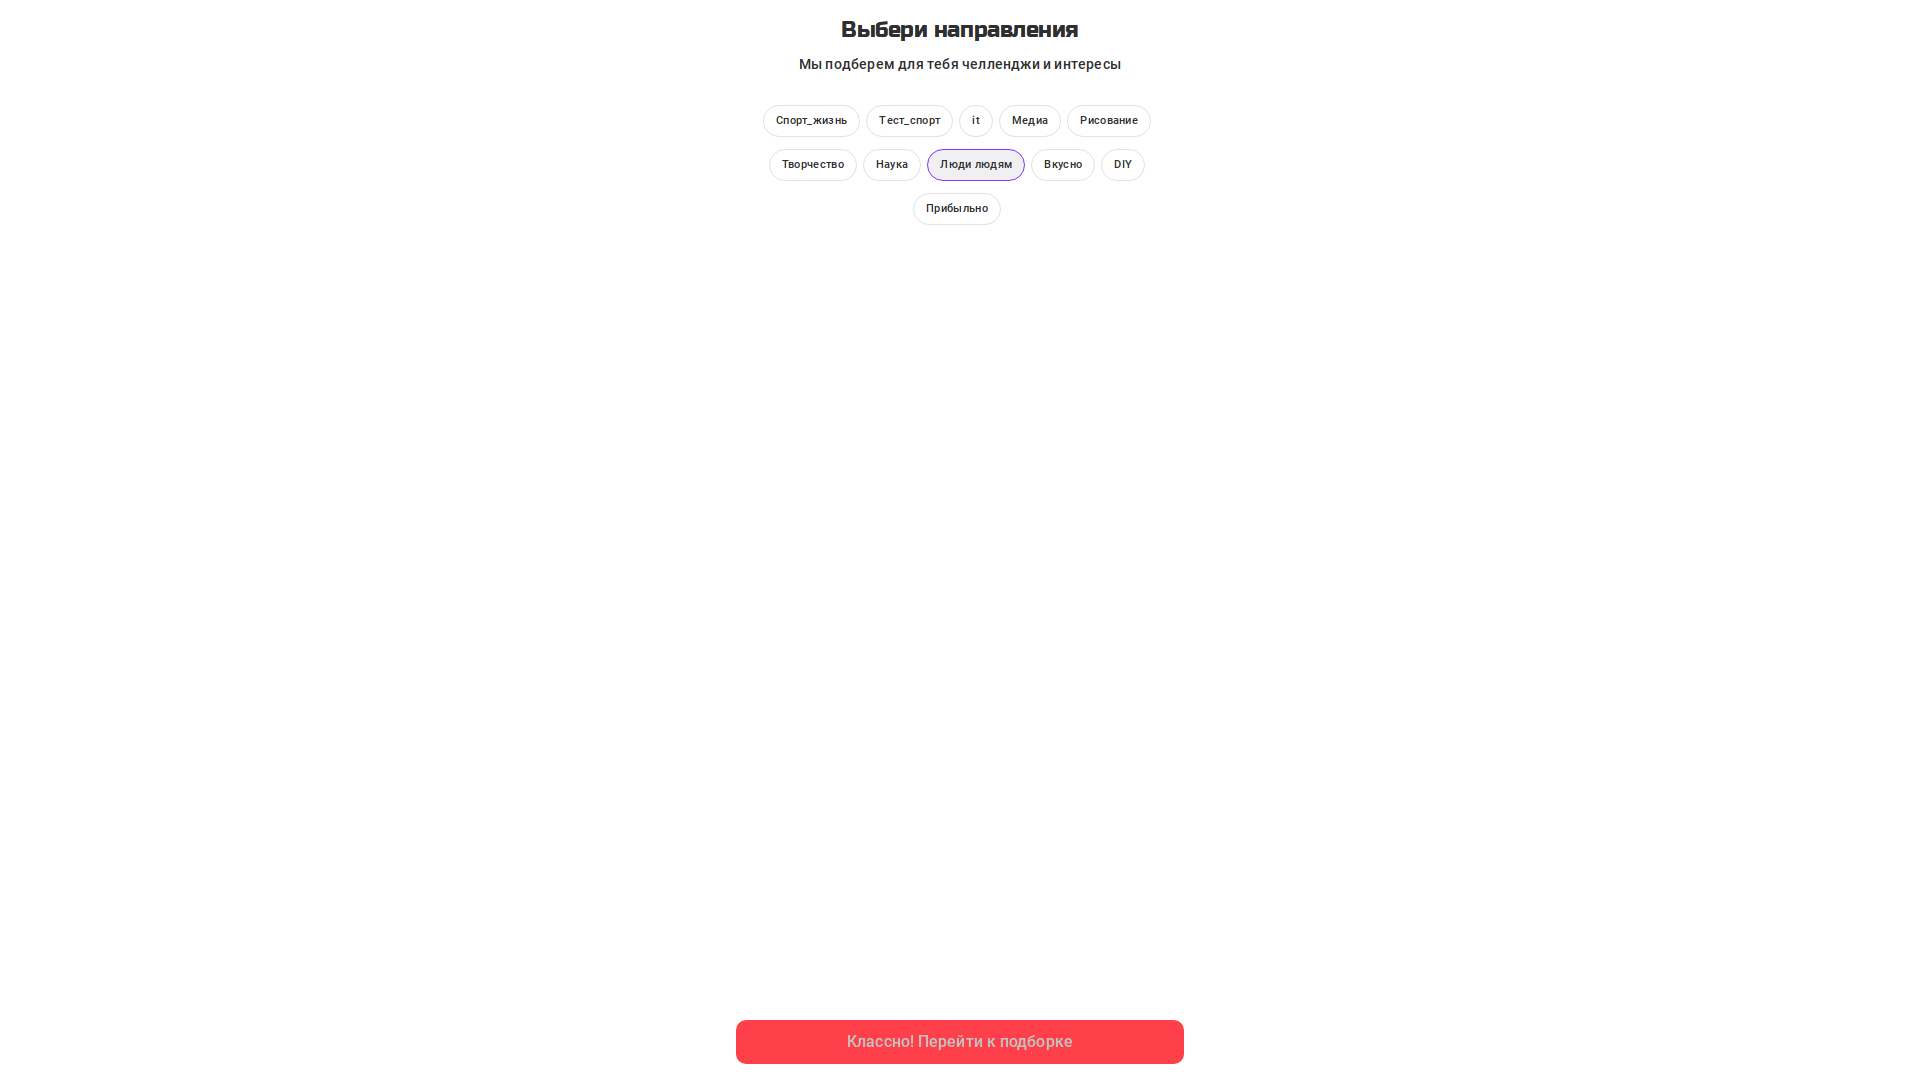 Выбери направления
Мы подберем для тебя челленджи и интересы
Спорт_жизнь Тест_спорт it Медиа Рисование
Творчество Наука Люди людям Вкусно DIY
Прибыльно
Классно! Перейти к подборке